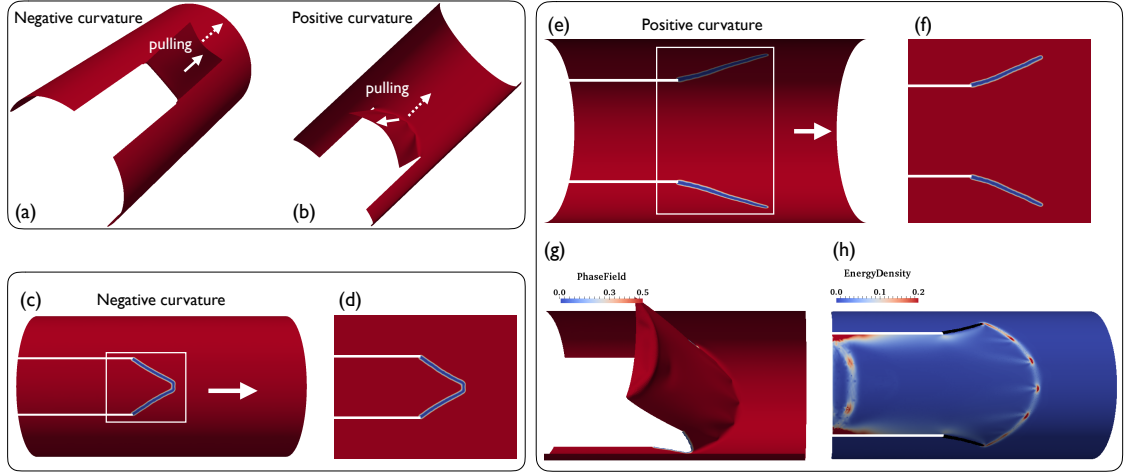 Negative curvature
pulling
(a)
Positive curvature
pulling
(b)
(c)
Negative curvature
(d)
(e)
Positive curvature
(f)
(g)
PhaseField
0.0 0.3 0.5
(h)
EnergyDensity
0.0 0.1 0.2